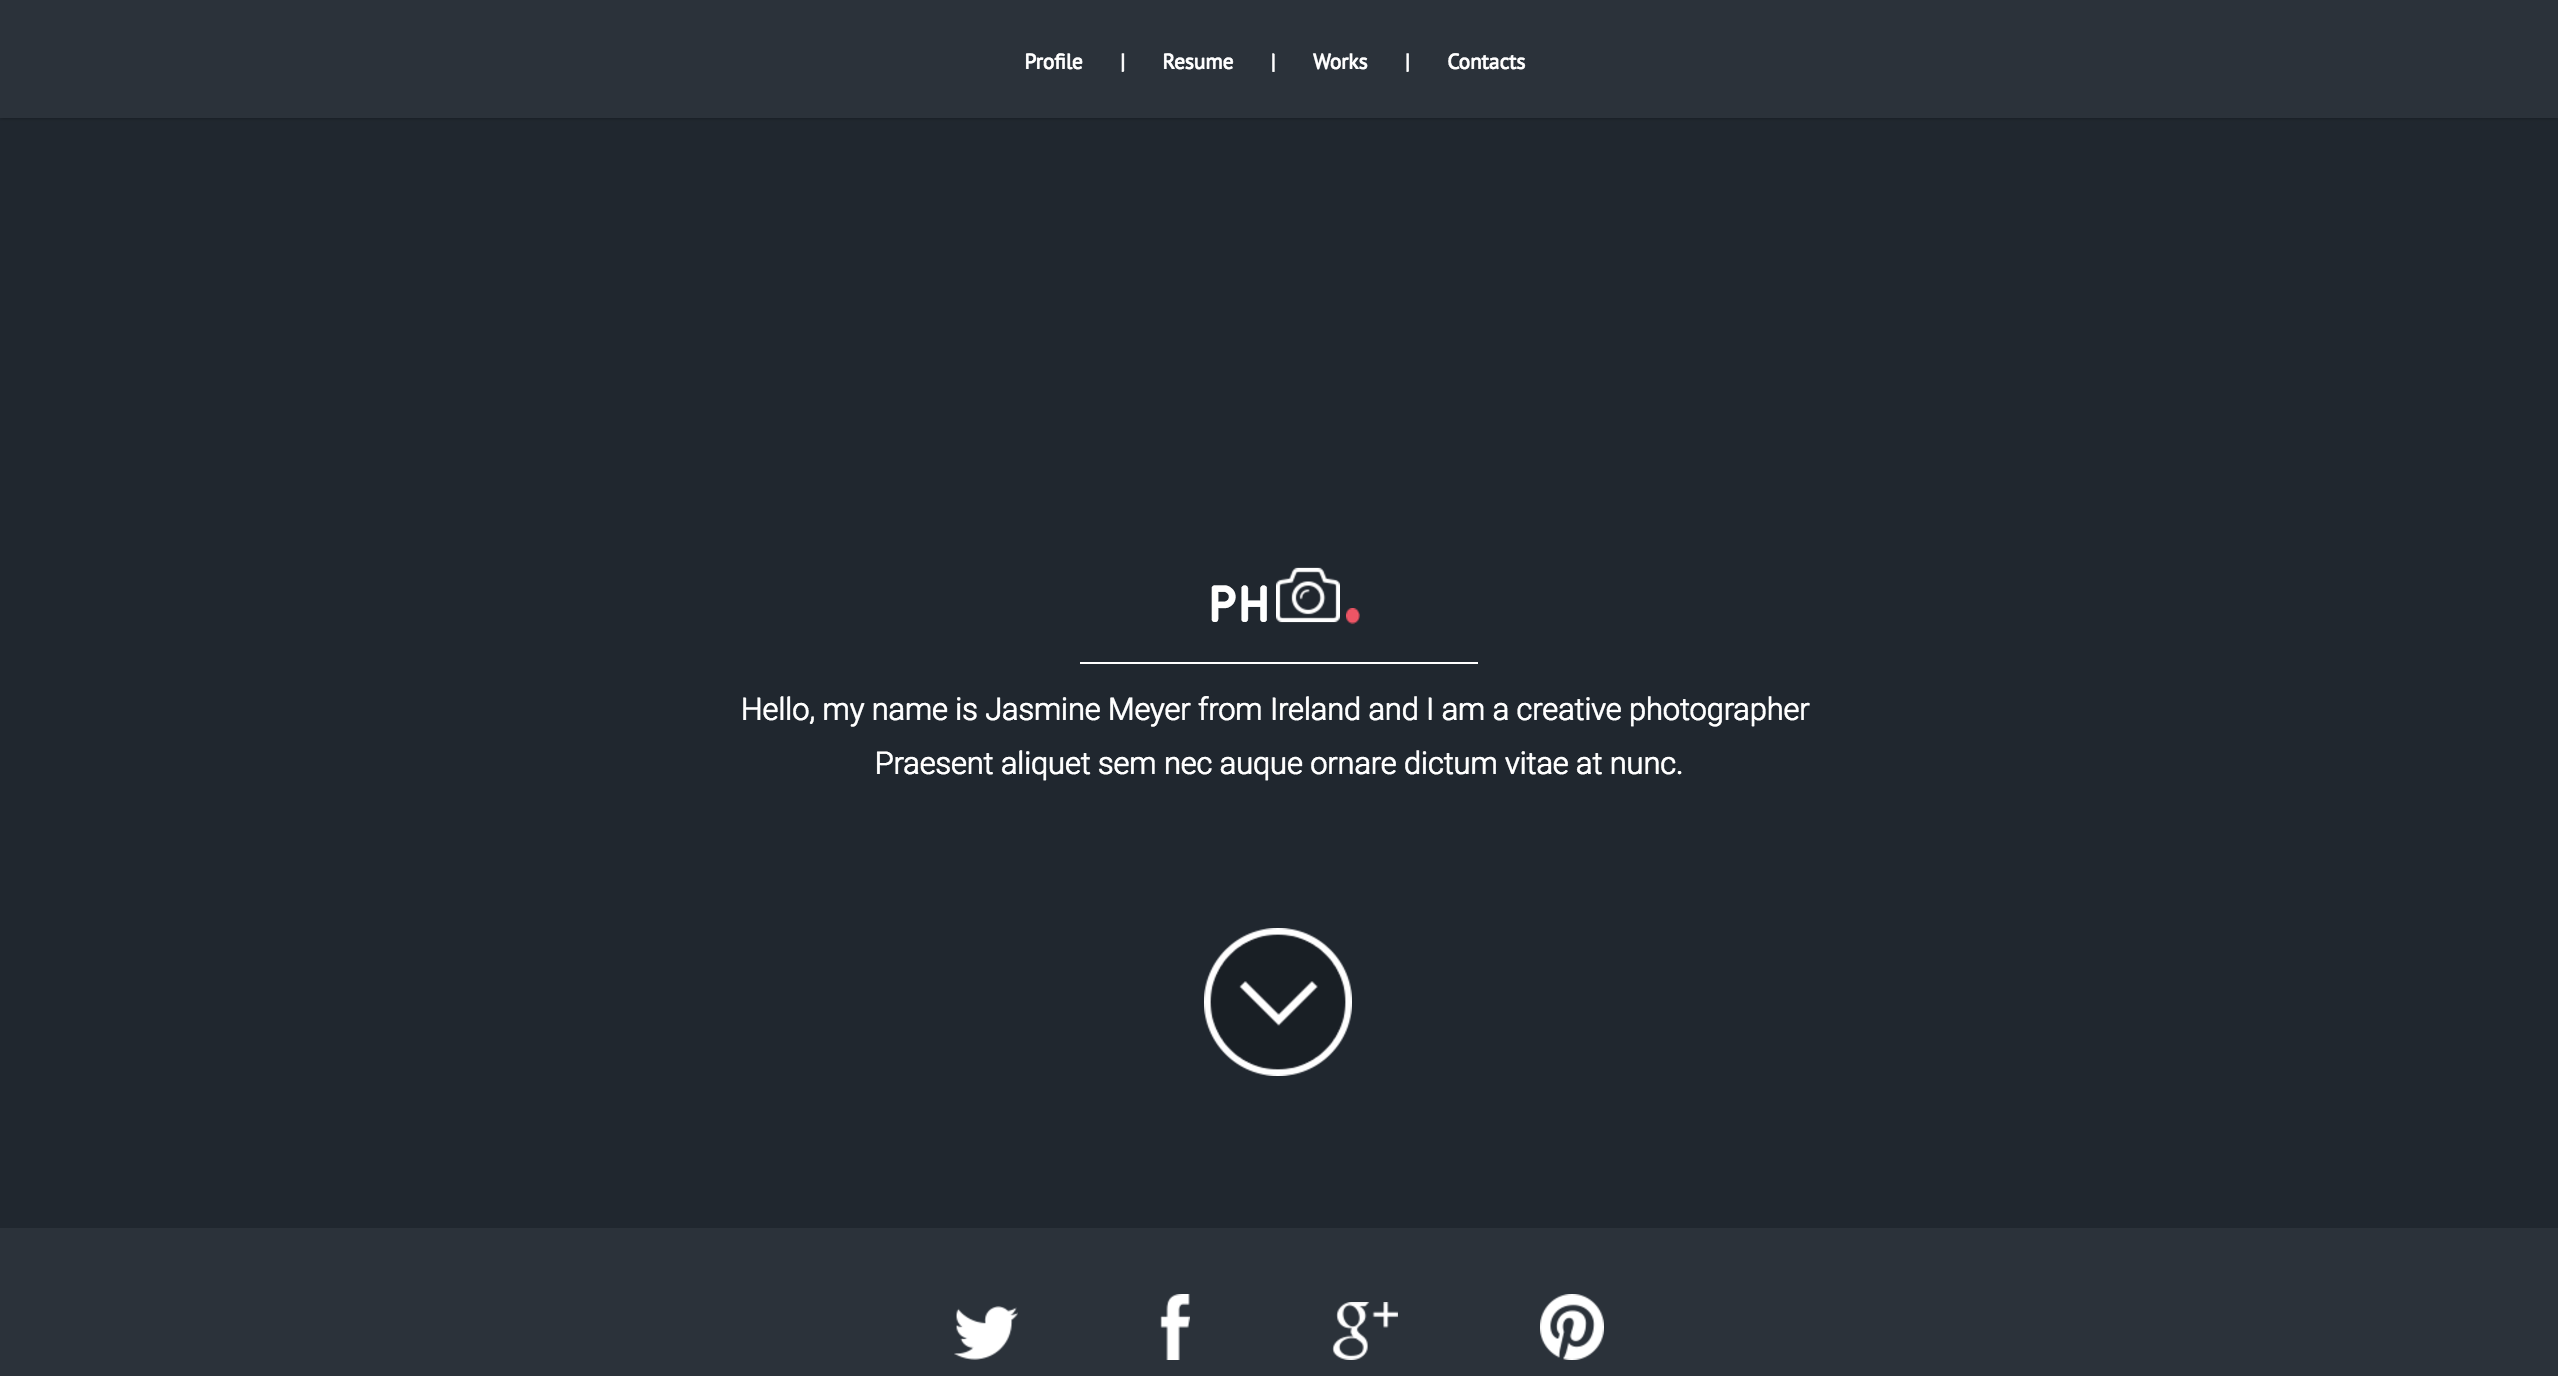 Profile | Resume | Works | Contacts
PH.
Hello, my name is Jasmine Meyer from Ireland and I am a creative photographer
Praesent aliquet sem nec auque ornare dictum vitae at nunc.
f g+